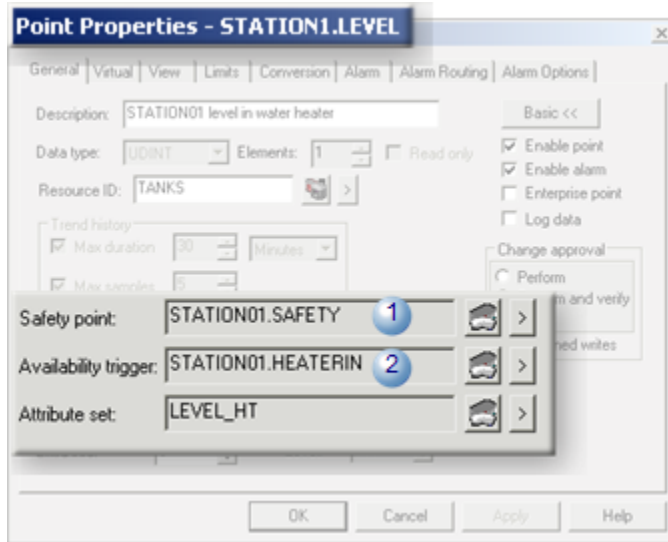 Point Properties - STATION1.LEVEL
General Virtual View Limits Conversion Alarm Alarm Routing Alarm Options
Description: STATION01 level in water heater
Basic <<
Data type: UDINT Elements: 1 Read only
Enable point
Enable alarm
Resource ID: TANKS >
Enterprise point
Log data
Trend history
Max duration 30 Minutes
Change approval
Perform
Max samples 5
and verify
Safety point: STATION01.SAFETY 1 >
writes
Availability trigger: STATION01.HEATERIN 2 >
Attribute set: LEVEL_HT >
OK Cancel Apply Help